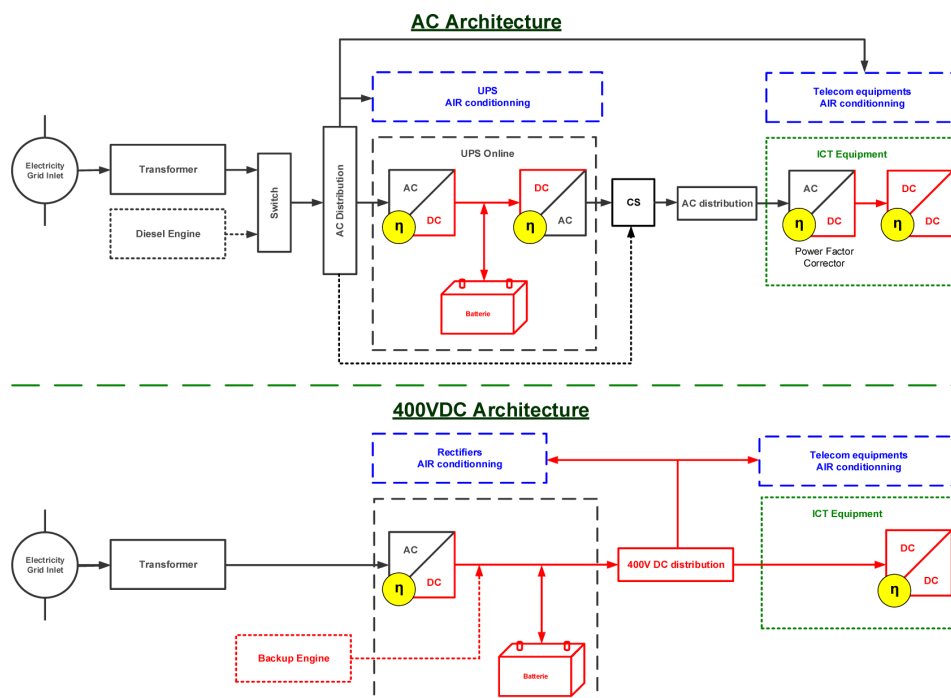 AC Architecture
UPS
AIR conditionning
Telecom equipments
AIR conditionning
Electricity
Grid Inlet
Transformer
Diesel Engine
Switch
AC Distribution
UPS Online
AC
DC
η
DC
AC
η
Batterie
CS
AC distribution
ICT Equipment
AC
DC
η
DC
DC
η
Power Factor
Corrector
400VDC Architecture
Rectifiers
AIR conditionning
Telecom equipments
AIR conditionning
Electricity
Grid Inlet
Transformer
AC
DC
η
Backup Engine
Batterie
400V DC distribution
ICT Equipment
DC
DC
η